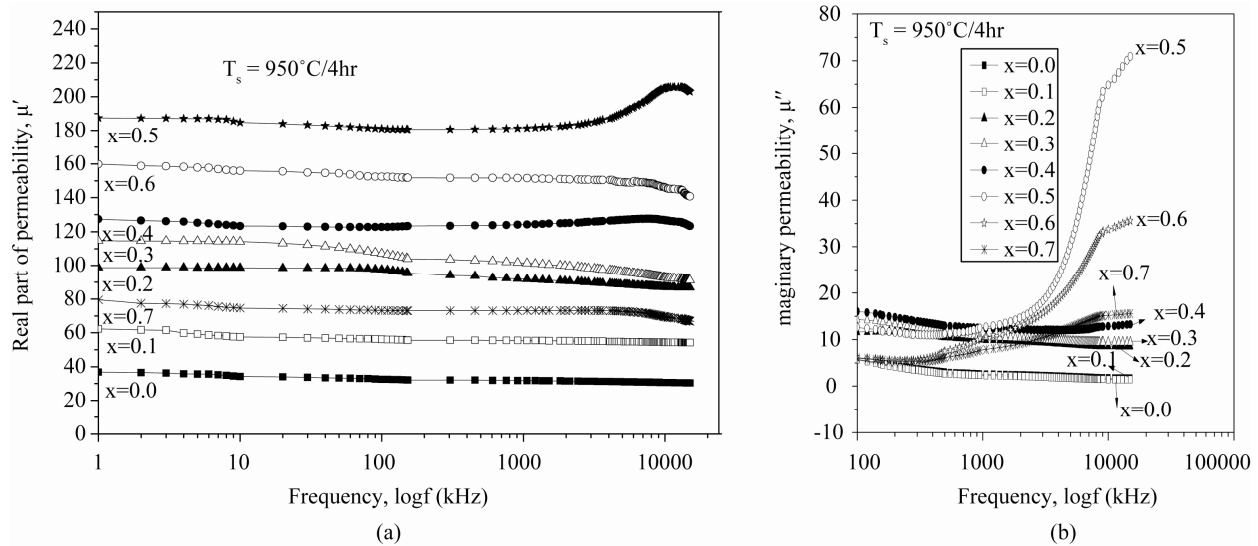 240
220
200
180
160
140
120
100
80
60
40
20
0
Real part of permeability, μ′
T_s = 950˚C/4hr
x=0.5
x=0.6
x=0.4
x=0.3
x=0.2
x=0.7
x=0.1
x=0.0
1
10
100
1000
10000
Frequency, logf (kHz)
(a)
80
70
60
50
40
30
20
10
0
-10
maginary permeability, μ′′
T_s = 950˚C/4hr
x=0.0
x=0.1
x=0.2
x=0.3
x=0.4
x=0.5
x=0.6
x=0.7
x=0.5
x=0.6
x=0.7
x=0.4
x=0.3
x=0.1
x=0.2
x=0.0
100
1000
10000
100000
Frequency, logf (kHz)
(b)